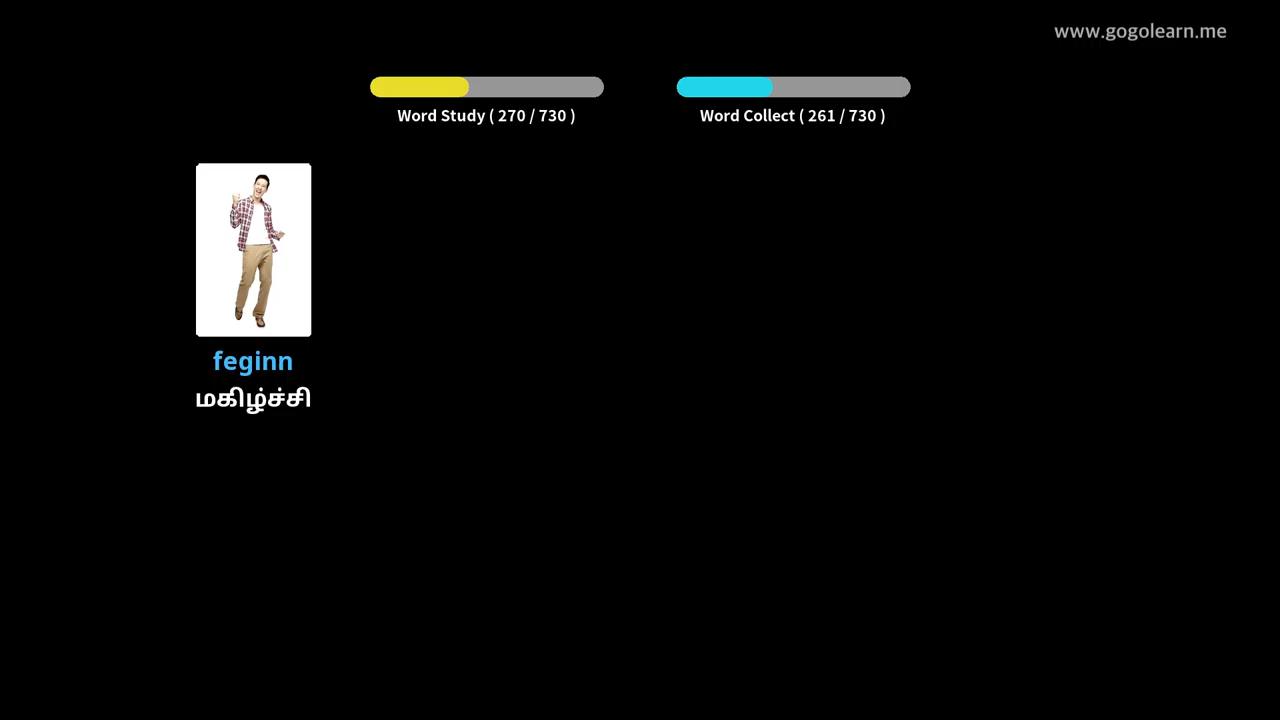 www.gogolearn.me
Word Study ( 270 / 730 )
Word Collect ( 261 / 730 )
feginn
மகிழ்ச்சி